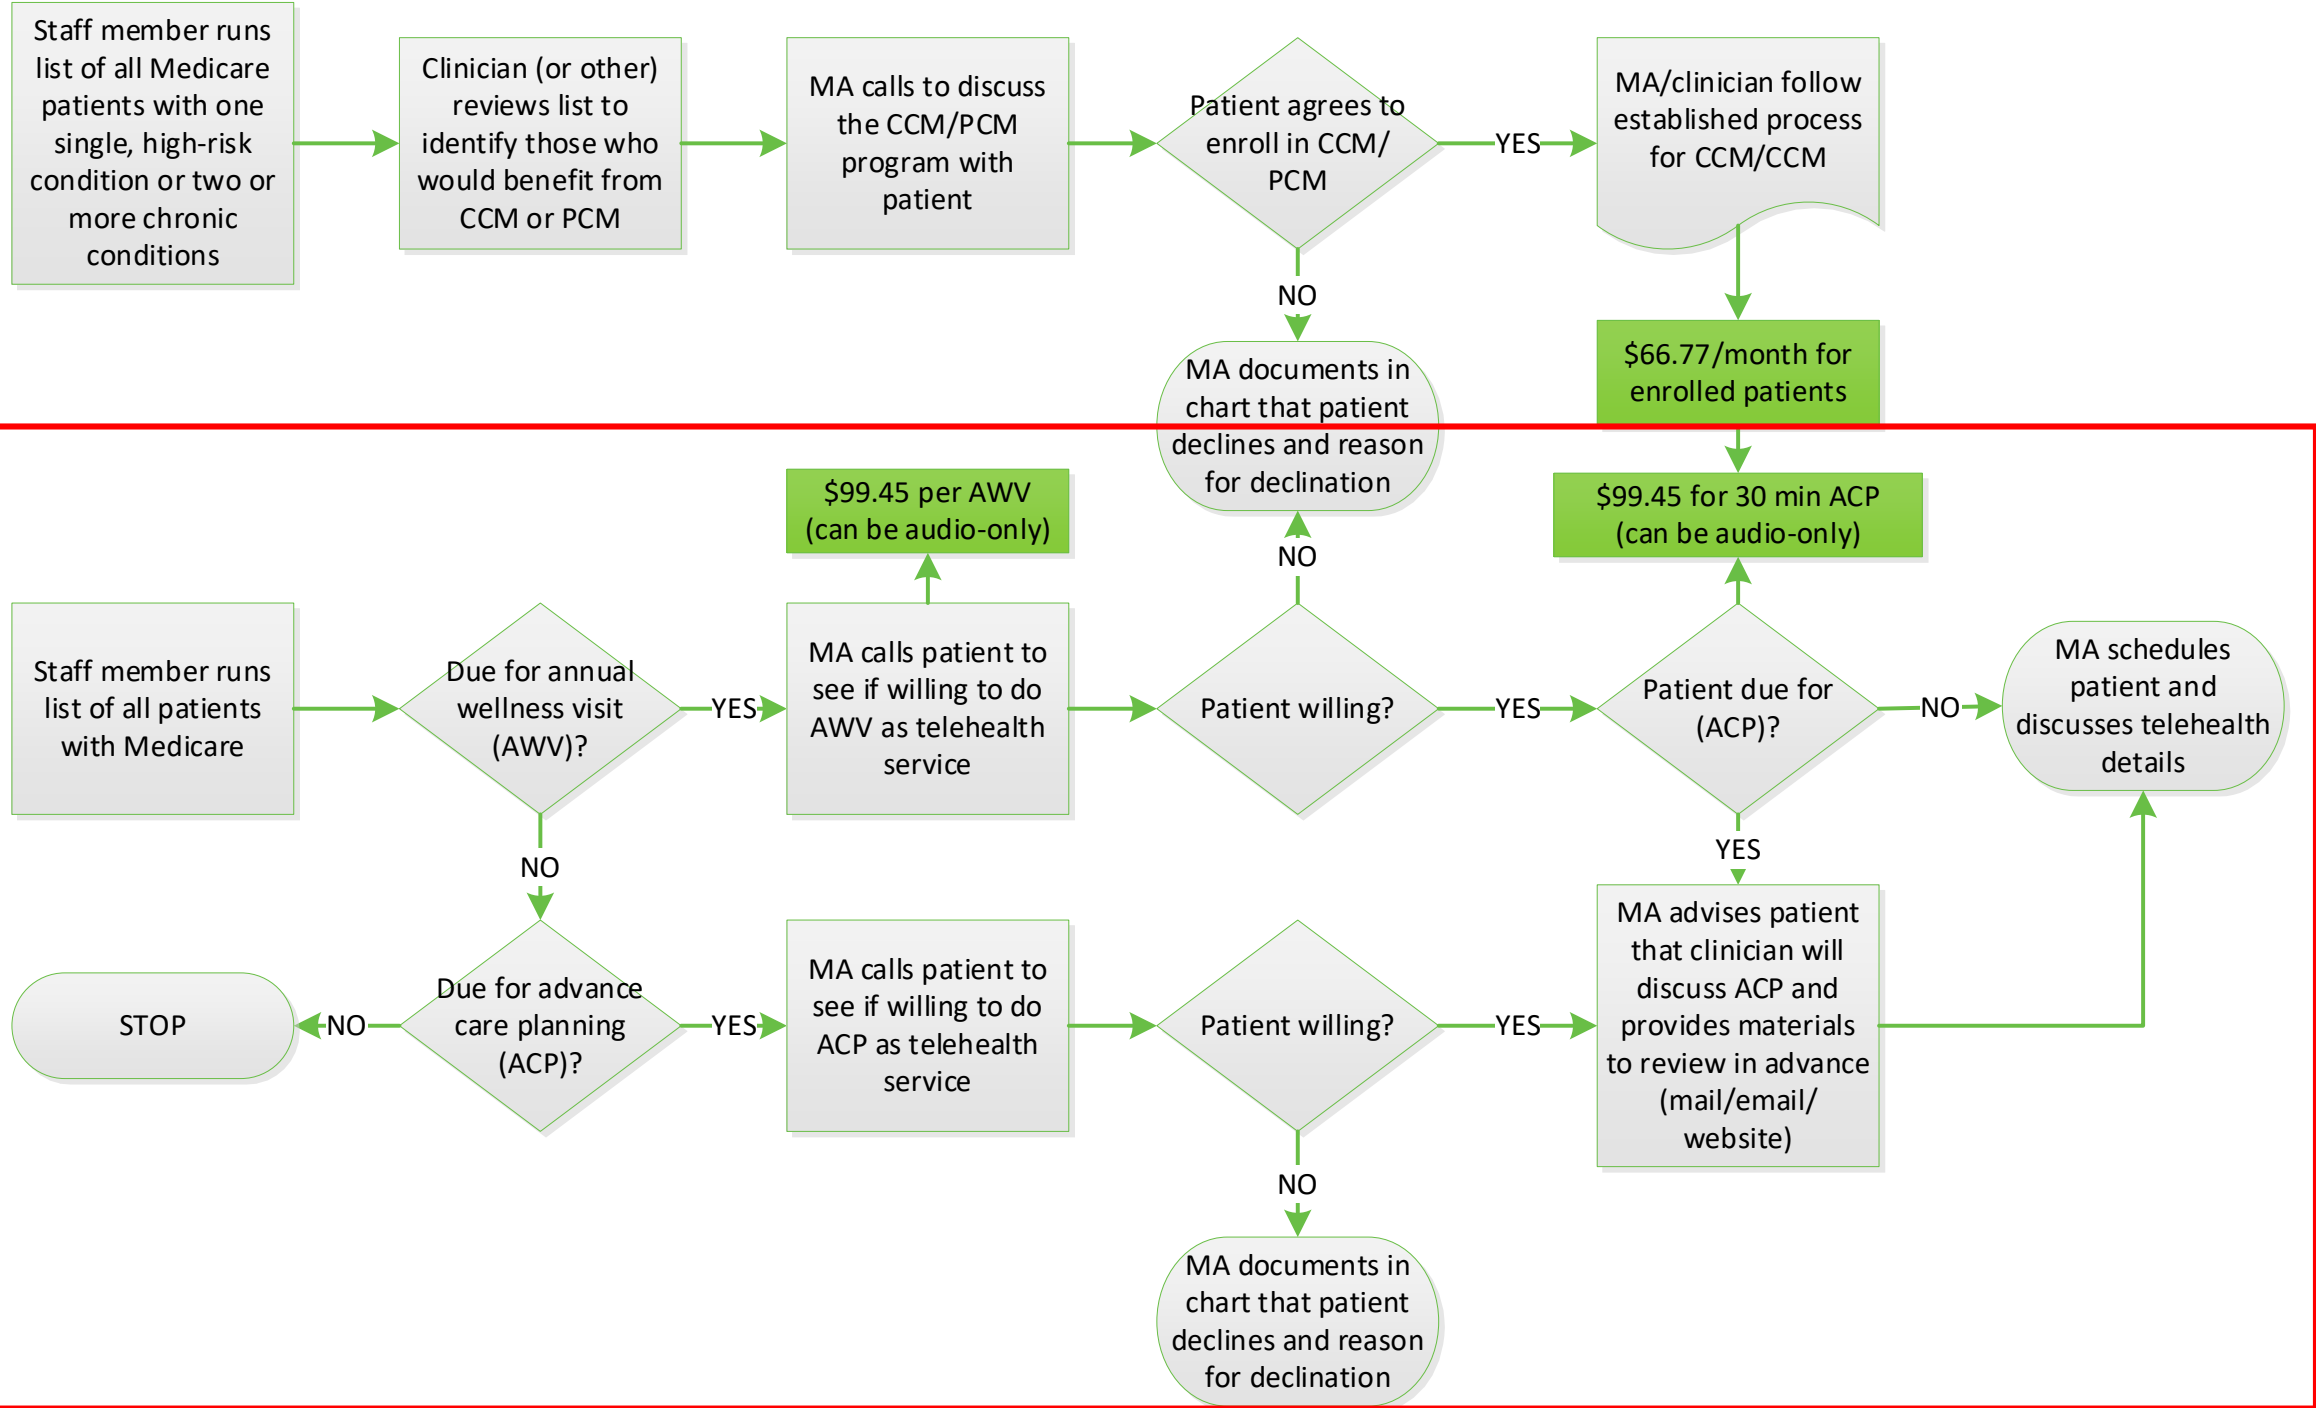 Staff member runs
list of all Medicare
patients with one
single, high-risk
condition or two or
more chronic
conditions
Clinician (or other)
reviews list to
identify those who
would benefit from
CCM or PCM
MA calls to discuss
the CCM/PCM
program with
patient
Patient agrees to
enroll in CCM/
PCM
YES
MA/clinician follow
established process
for CCM/CCM
NO
$66.77/month for
enrolled patients
MA documents in
chart that patient
declines and reason
for declination
$99.45 per AWV
(can be audio-only)
NO
$99.45 for 30 min ACP
(can be audio-only)
Staff member runs
list of all patients
with Medicare
Due for annual
wellness visit
(AWV)?
YES
MA calls patient to
see if willing to do
AWV as telehealth
service
Patient willing?
YES
Patient due for
(ACP)?
NO
MA schedules
patient and
discusses telehealth
details
NO
YES
STOP
NO
Due for advance
care planning
(ACP)?
YES
MA calls patient to
see if willing to do
ACP as telehealth
service
Patient willing?
YES
MA advises patient
that clinician will
discuss ACP and
provides materials
to review in advance
(mail/email/
website)
NO
MA documents in
chart that patient
declines and reason
for declination